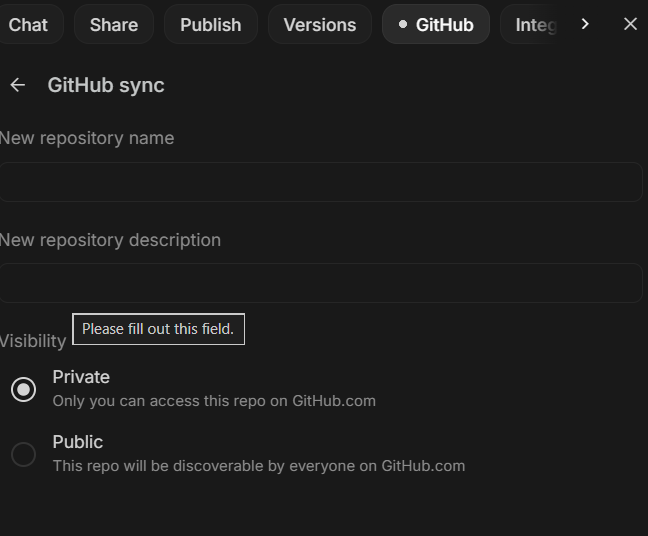 Chat Share Publish Versions GitHub Integ
GitHub sync
New repository name
New repository description
Please fill out this field.
Visibility
Private
Only you can access this repo on GitHub.com
Public
This repo will be discoverable by everyone on GitHub.com